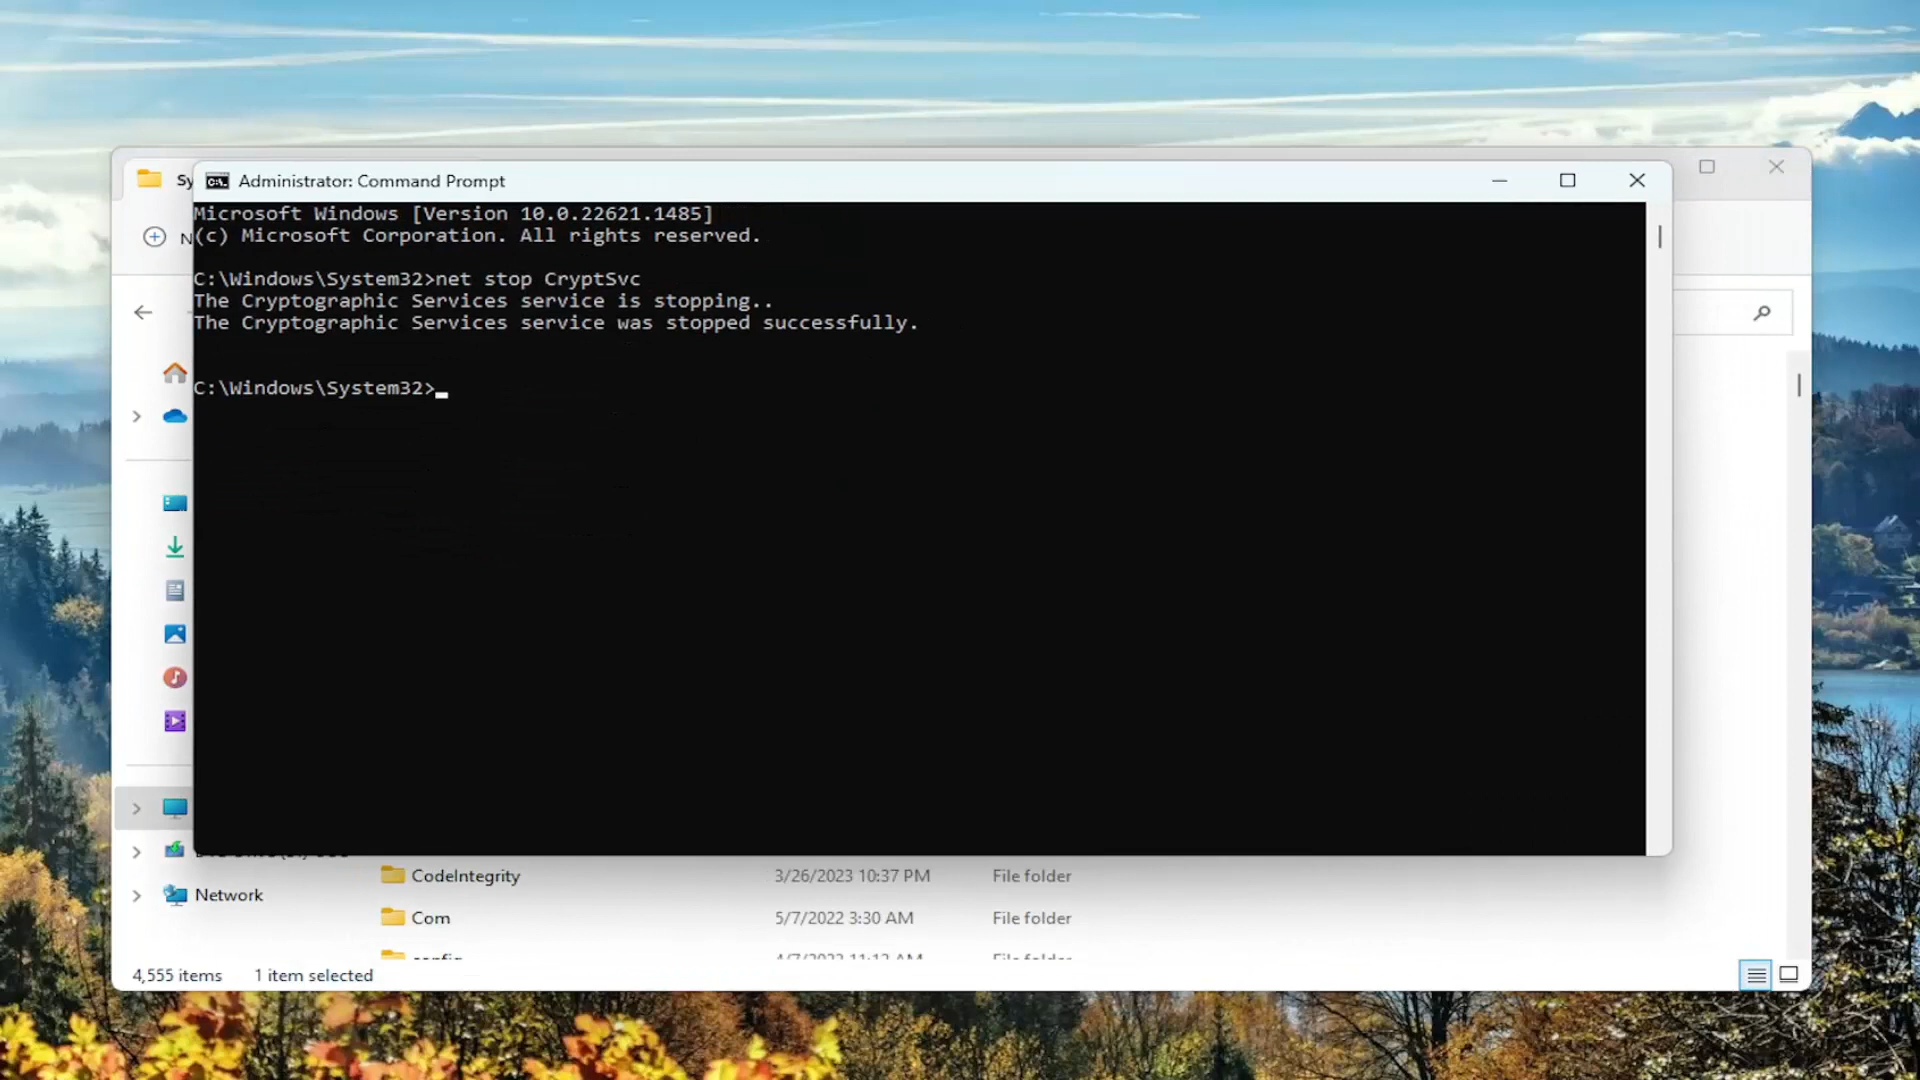 Sy
Administrator: Command Prompt
N
Microsoft Windows [Version 10.0.22621.1485]
(c) Microsoft Corporation. All rights reserved.
C:\Windows\System32>net stop CryptSvc
The Cryptographic Services service is stopping..
The Cryptographic Services service was stopped successfully.
C:\Windows\System32>
Network
CodeIntegrity 3/26/2023 10:37 PM File folder
Com 5/7/2022 3:30 AM File folder
4,555 items 1 item selected